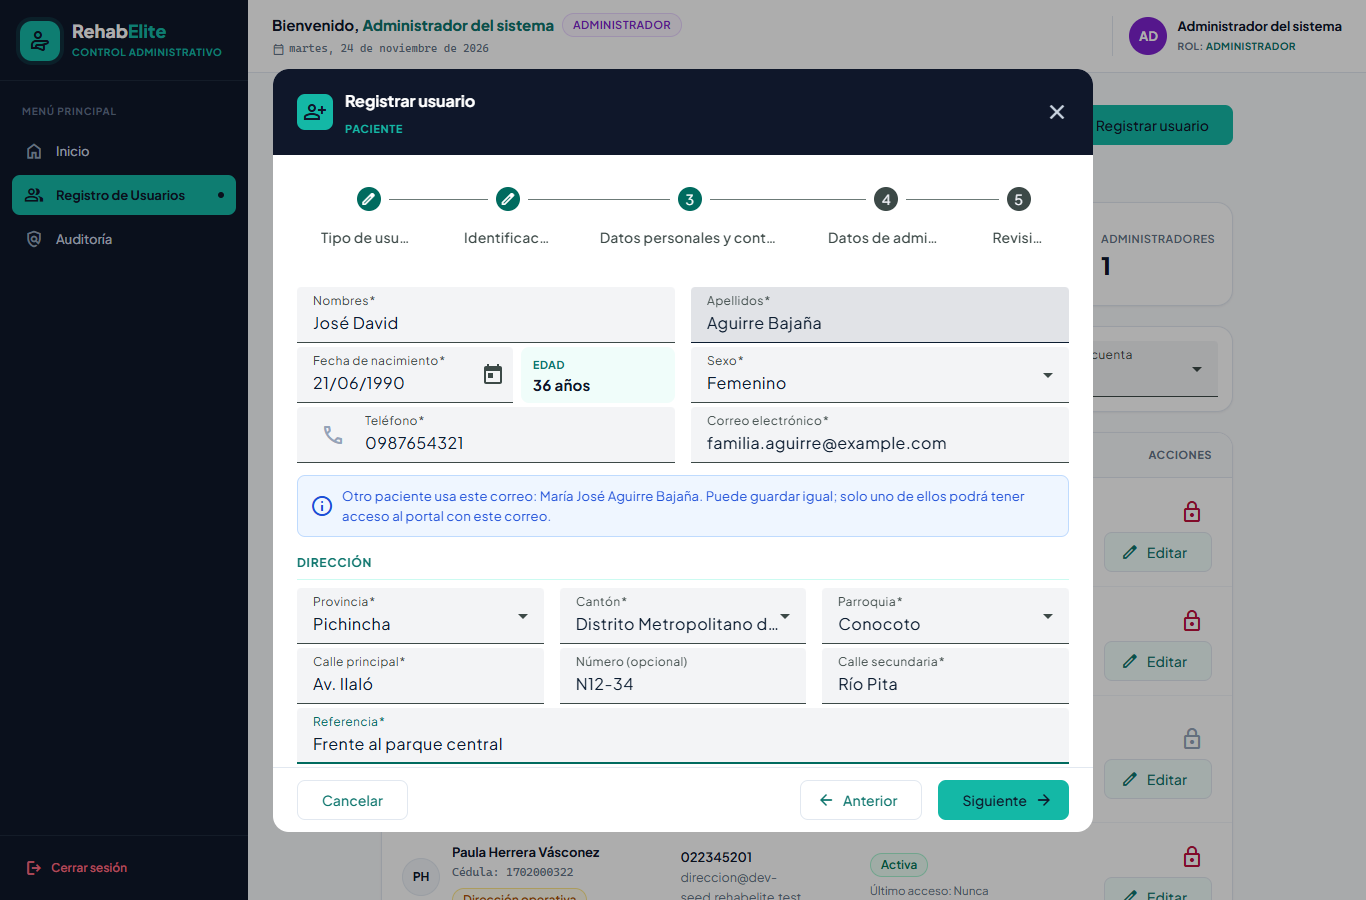 RehabElite
CONTROL ADMINISTRATIVO
MENÚ PRINCIPAL
Inicio
Registro de Usuarios
Auditoría
Cerrar sesión
Bienvenido, Administrador del sistema
ADMINISTRADOR
martes, 24 de noviembre de 2026
AD
Administrador del sistema
ROL: ADMINISTRADOR
Registrar usuario
ADMINISTRADORES
1
cuenta
ACCIONES
Editar
Editar
Editar
Editar
Registrar usuario
PACIENTE
3
4
5
Tipo de usu...
Identificac...
Datos personales y cont...
Datos de admi...
Revisi...
Nombres*
José David
Apellidos*
Aguirre Bajaña
Fecha de nacimiento*
21/06/1990
EDAD
36 años
Sexo*
Femenino
Teléfono*
0987654321
Correo electrónico*
familia.aguirre@example.com
Otro paciente usa este correo: María José Aguirre Bajaña. Puede guardar igual; solo uno de ellos podrá tener
acceso al portal con este correo.
DIRECCIÓN
Provincia*
Pichincha
Cantón*
Distrito Metropolitano d...
Parroquia*
Conocoto
Calle principal*
Av. Ilaló
Número (opcional)
N12-34
Calle secundaria*
Río Pita
Referencia*
Frente al parque central
Cancelar
Anterior
Siguiente
PH
Paula Herrera Vásconez
Cédula: 1702000322
Dirección operativa
022345201
direccion@dev-
seed.rehabelite.test
Activa
Último acceso: Nunca